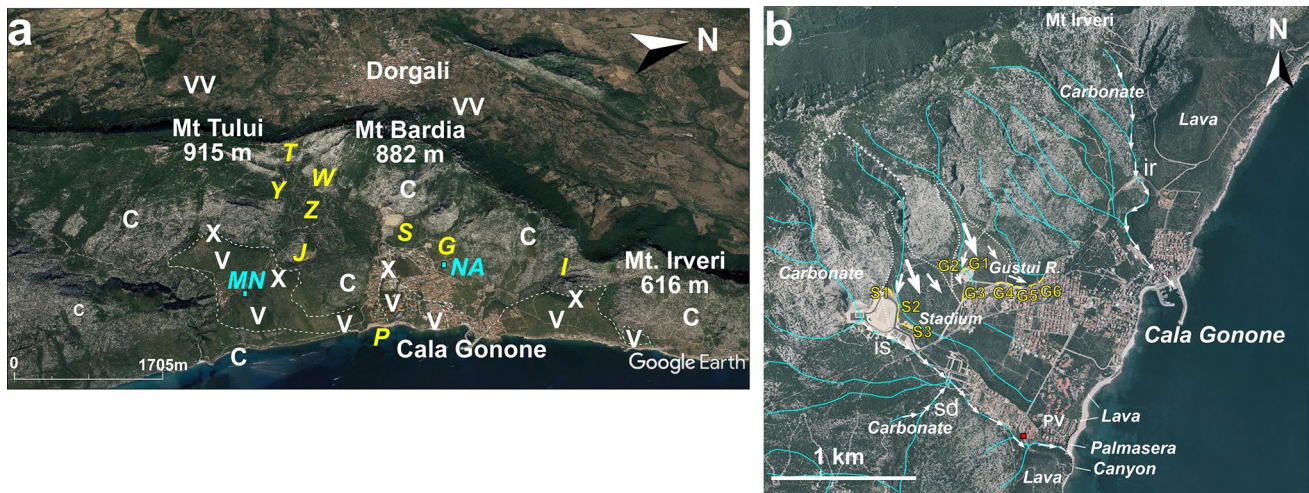 a
N
Dorgali
VV
VV
Mt Tului
915 m
Mt Bardia
882 m
T
W
Y
C
Z
C
S
X
G
C
V
J
NA
I
Mt. Irveri
616 m
MN
X
C
X
X
C
V
V
V
V
V
V
P
C
Cala Gonone
0
1705m
Google Earth
b
Mt Irveri
N
Carbonate
Lava
ir
G2
G1
Gustui R.
Carbonate
S1
G3
G4
G5
G6
S2
Stadium
S3
Cala Gonone
IS
sd
PV
Lava
Carbonate
Palmasera
1 km
Canyon
Lava